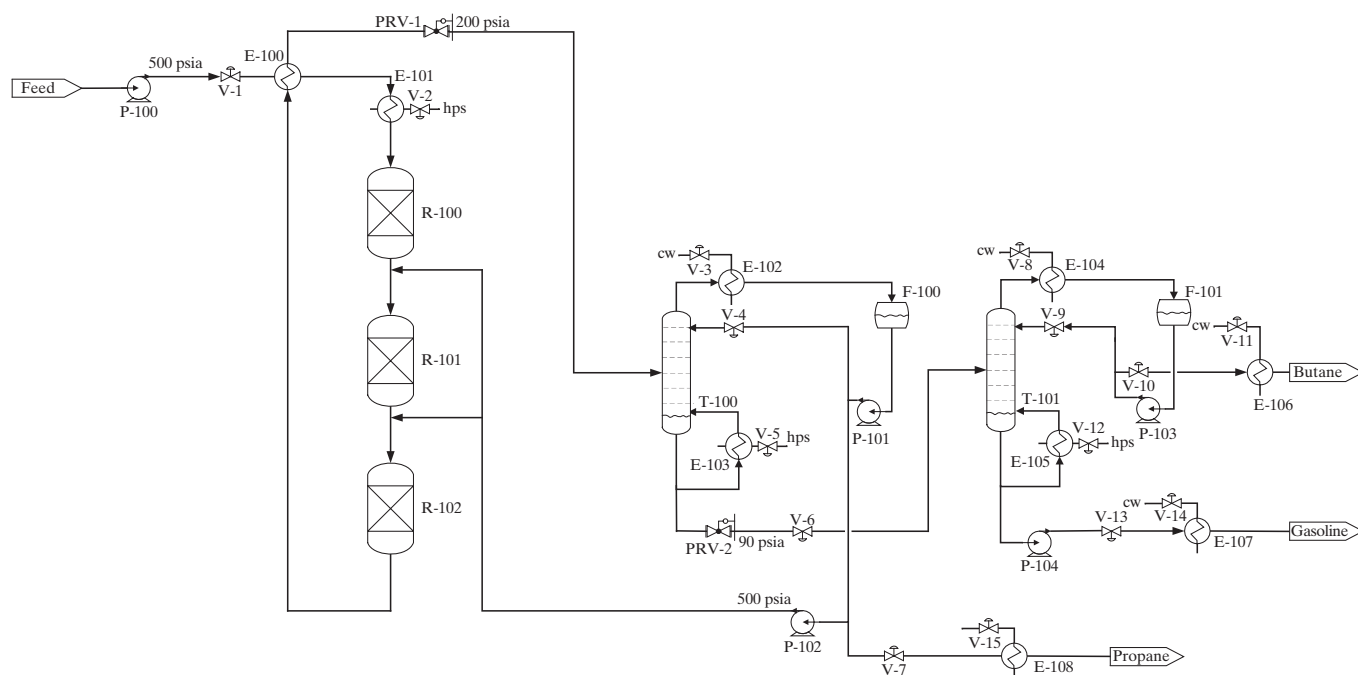 PRV-1
200 psia
E-100
500 psia
E-101
Feed
V-1
V-2
hps
P-100
R-100
cw
V-3
E-102
F-100
V-4
cw
V-8
E-104
F-101
V-9
cw
V-11
R-101
Butane
V-10
E-106
T-100
T-101
P-101
P-103
V-5
hps
E-103
V-12
hps
E-105
R-102
cw
V-14
V-6
V-13
Gasoline
PRV-2
90 psia
E-107
P-104
500 psia
P-102
V-15
Propane
V-7
E-108